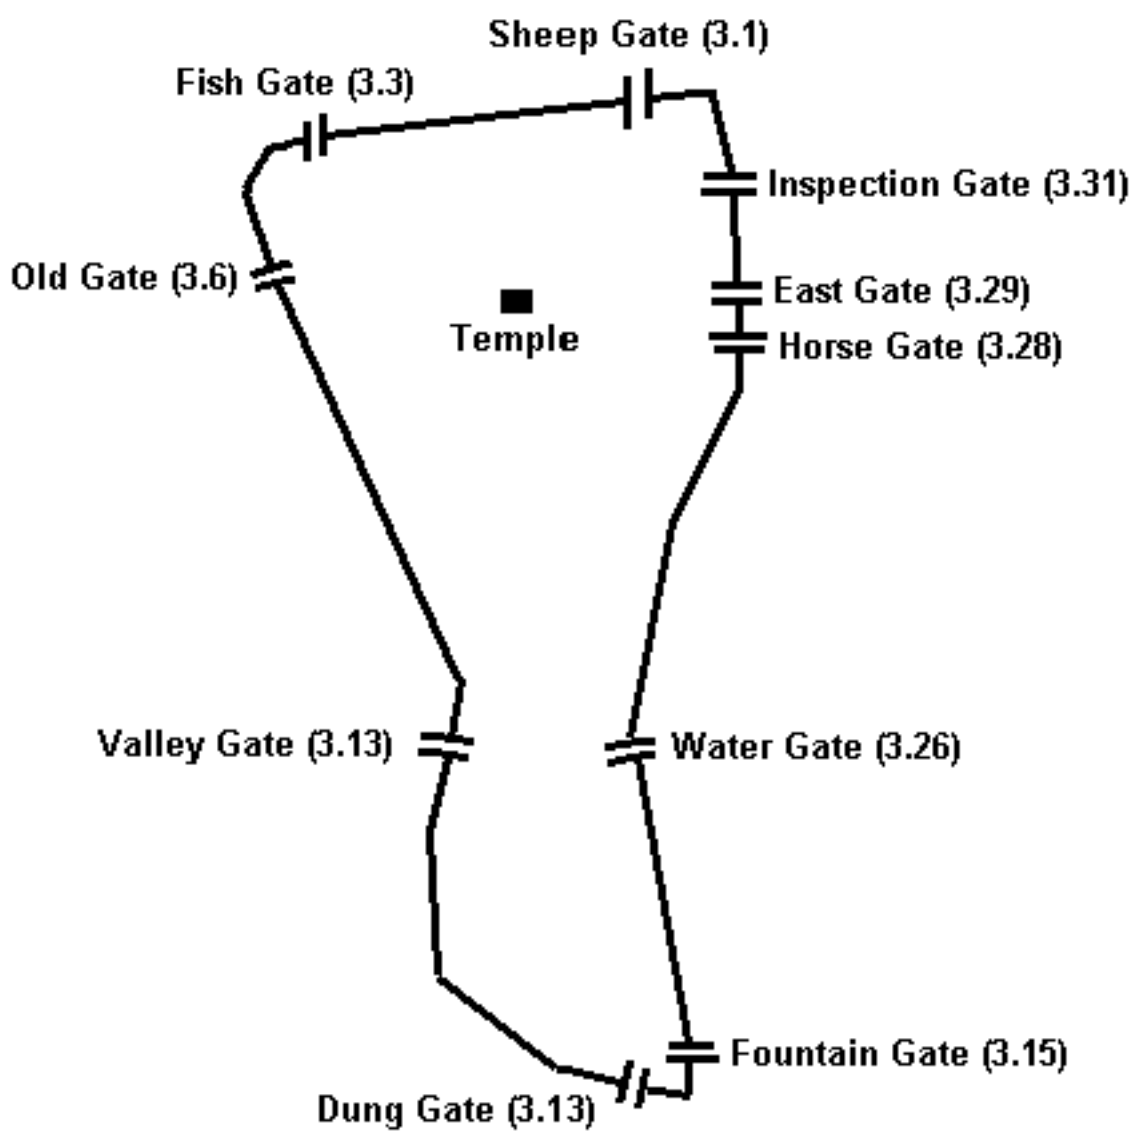 Sheep Gate (3.1)
Fish Gate (3.3)
Inspection Gate (3.31)
Old Gate (3.6)
East Gate (3.29)
Temple
Horse Gate (3.28)
Valley Gate (3.13)
Water Gate (3.26)
Fountain Gate (3.15)
Dung Gate (3.13)